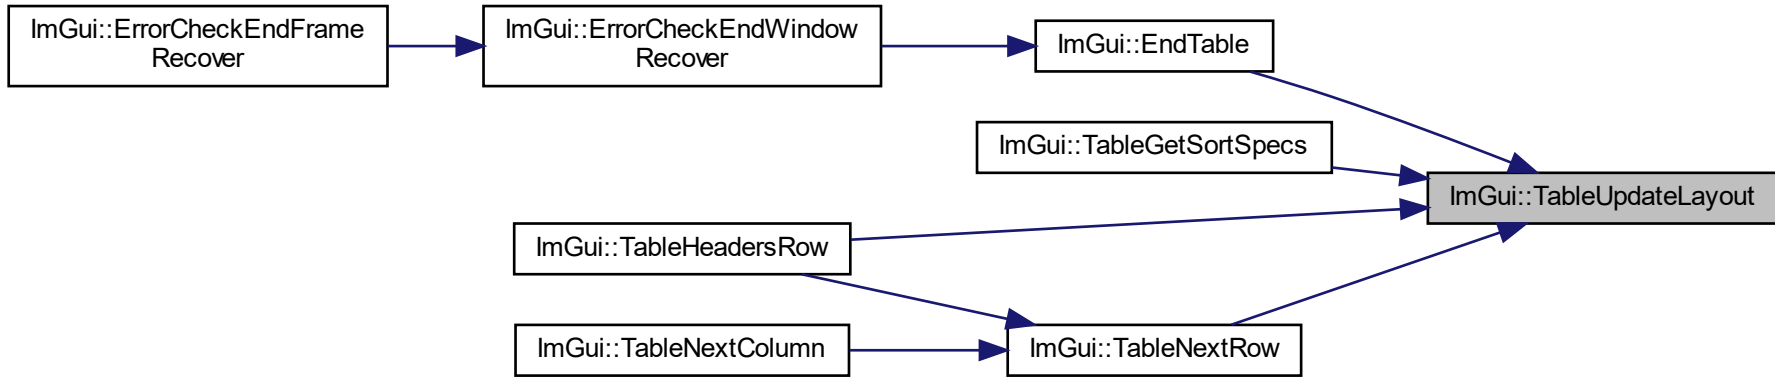 ImGui::ErrorCheckEndFrame
Recover
ImGui::ErrorCheckEndWindow
Recover
ImGui::EndTable
ImGui::TableGetSortSpecs
ImGui::TableUpdateLayout
ImGui::TableHeadersRow
ImGui::TableNextColumn
ImGui::TableNextRow